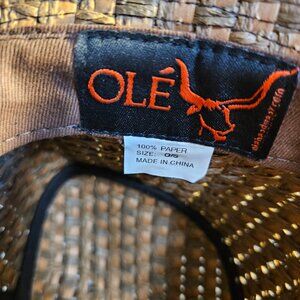 OLÉ
100% PAPER
SIZE: O/S
MADE IN CHINA